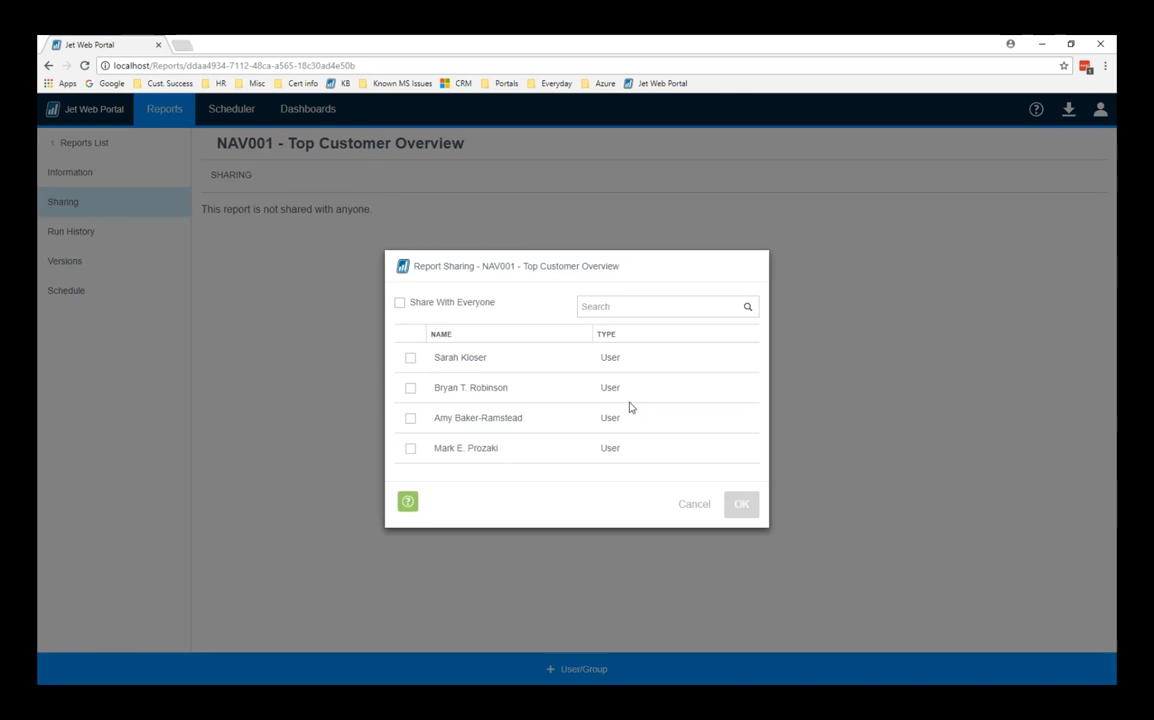 Jet Web Portal
localhost/Reports/ddaa4934-7112-48ca-a565-18c30ad4e50b
Apps Google Cust. Success HR Misc Cert info KB Known MS Issues CRM Portals Everyday Azure Jet Web Portal
Jet Web Portal Reports Scheduler Dashboards
Reports List
NAV001 - Top Customer Overview
Information
SHARING
Sharing
This report is not shared with anyone.
Run History
Versions
Schedule
Report Sharing - NAV001 - Top Customer Overview
Share With Everyone
Search
NAME TYPE
Sarah Kloser User
Bryan T. Robinson User
Amy Baker-Ramstead User
Mark E. Prozaki User
Cancel OK
+ User/Group